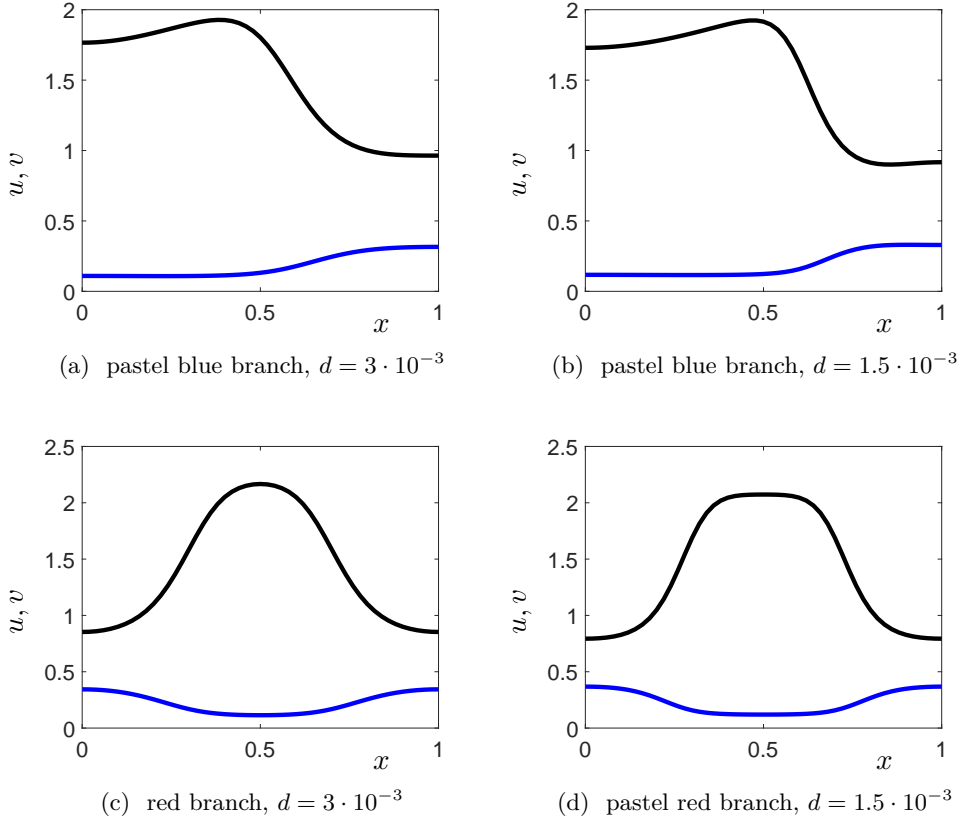 2
1.5
1
0.5
0
0 0.5 1
u, v
x
(a) pastel blue branch, d = 3 · 10⁻³
2
1.5
1
0.5
0
0 0.5 1
u, v
x
(b) pastel blue branch, d = 1.5 · 10⁻³
2.5
2
1.5
1
0.5
0
0 0.5 1
u, v
x
(c) red branch, d = 3 · 10⁻³
2.5
2
1.5
1
0.5
0
0 0.5 1
u, v
x
(d) pastel red branch, d = 1.5 · 10⁻³